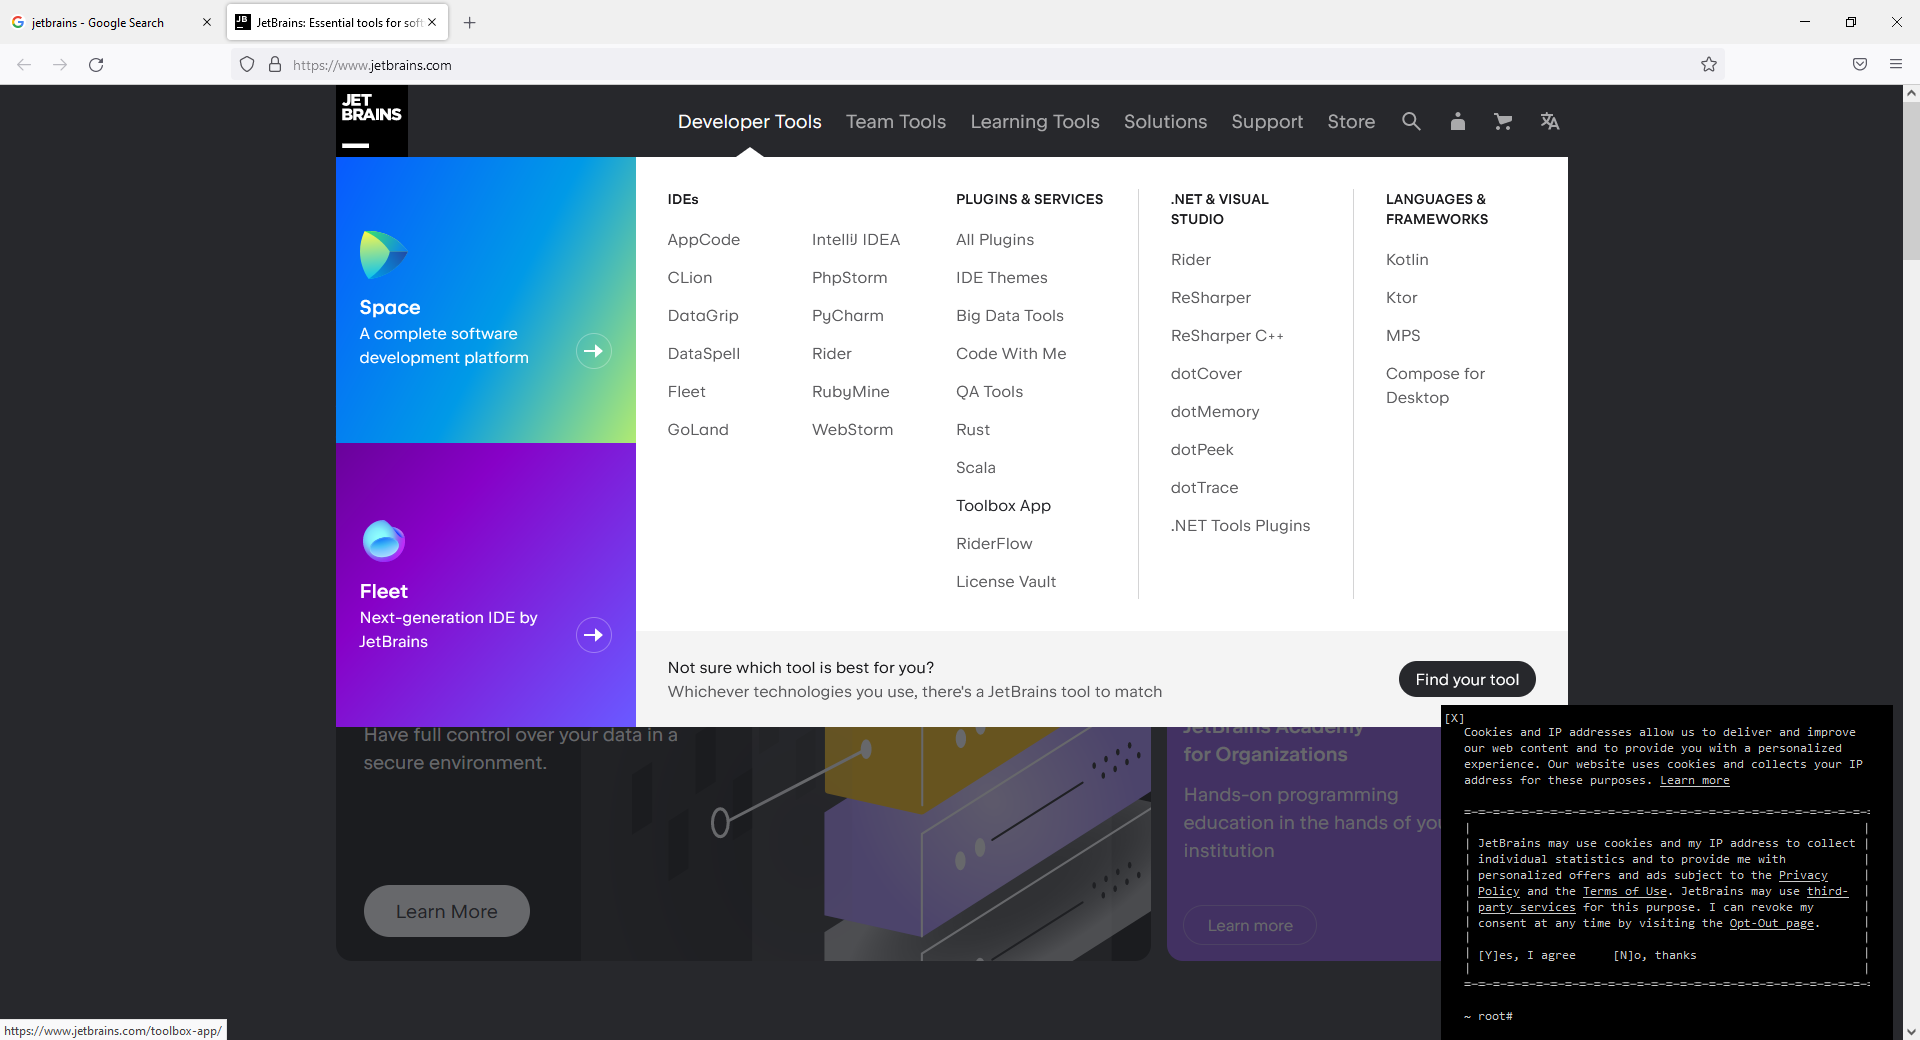 jetbrains - Google Search
JetBrains: Essential tools for soft
https://www.jetbrains.com
JET
BRAINS
Developer Tools
Team Tools
Learning Tools
Solutions
Support
Store
Space
A complete software
development platform
Fleet
Next-generation IDE by
JetBrains
IDEs
AppCode
CLion
DataGrip
DataSpell
Fleet
GoLand
IntelliJ IDEA
PhpStorm
PyCharm
Rider
RubyMine
WebStorm
PLUGINS & SERVICES
All Plugins
IDE Themes
Big Data Tools
Code With Me
QA Tools
Rust
Scala
Toolbox App
RiderFlow
License Vault
.NET & VISUAL
STUDIO
Rider
ReSharper
ReSharper C++
dotCover
dotMemory
dotPeek
dotTrace
.NET Tools Plugins
LANGUAGES &
FRAMEWORKS
Kotlin
Ktor
MPS
Compose for
Desktop
Not sure which tool is best for you?
Whichever technologies you use, there's a JetBrains tool to match
Find your tool
Have full control over your data in a
secure environment.
Learn More
JetBrains Academy
for Organizations
Hands-on programming
education in the hands of you
institution
Learn more
[X]
Cookies and IP addresses allow us to deliver and improve
our web content and to provide you with a personalized
experience. Our website uses cookies and collects your IP
address for these purposes. Learn more
JetBrains may use cookies and my IP address to collect
individual statistics and to provide me with
personalized offers and ads subject to the Privacy
Policy and the Terms of Use. JetBrains may use third-
party services for this purpose. I can revoke my
consent at any time by visiting the Opt-Out page.
[Y]es, I agree
[N]o, thanks
~ root#
https://www.jetbrains.com/toolbox-app/